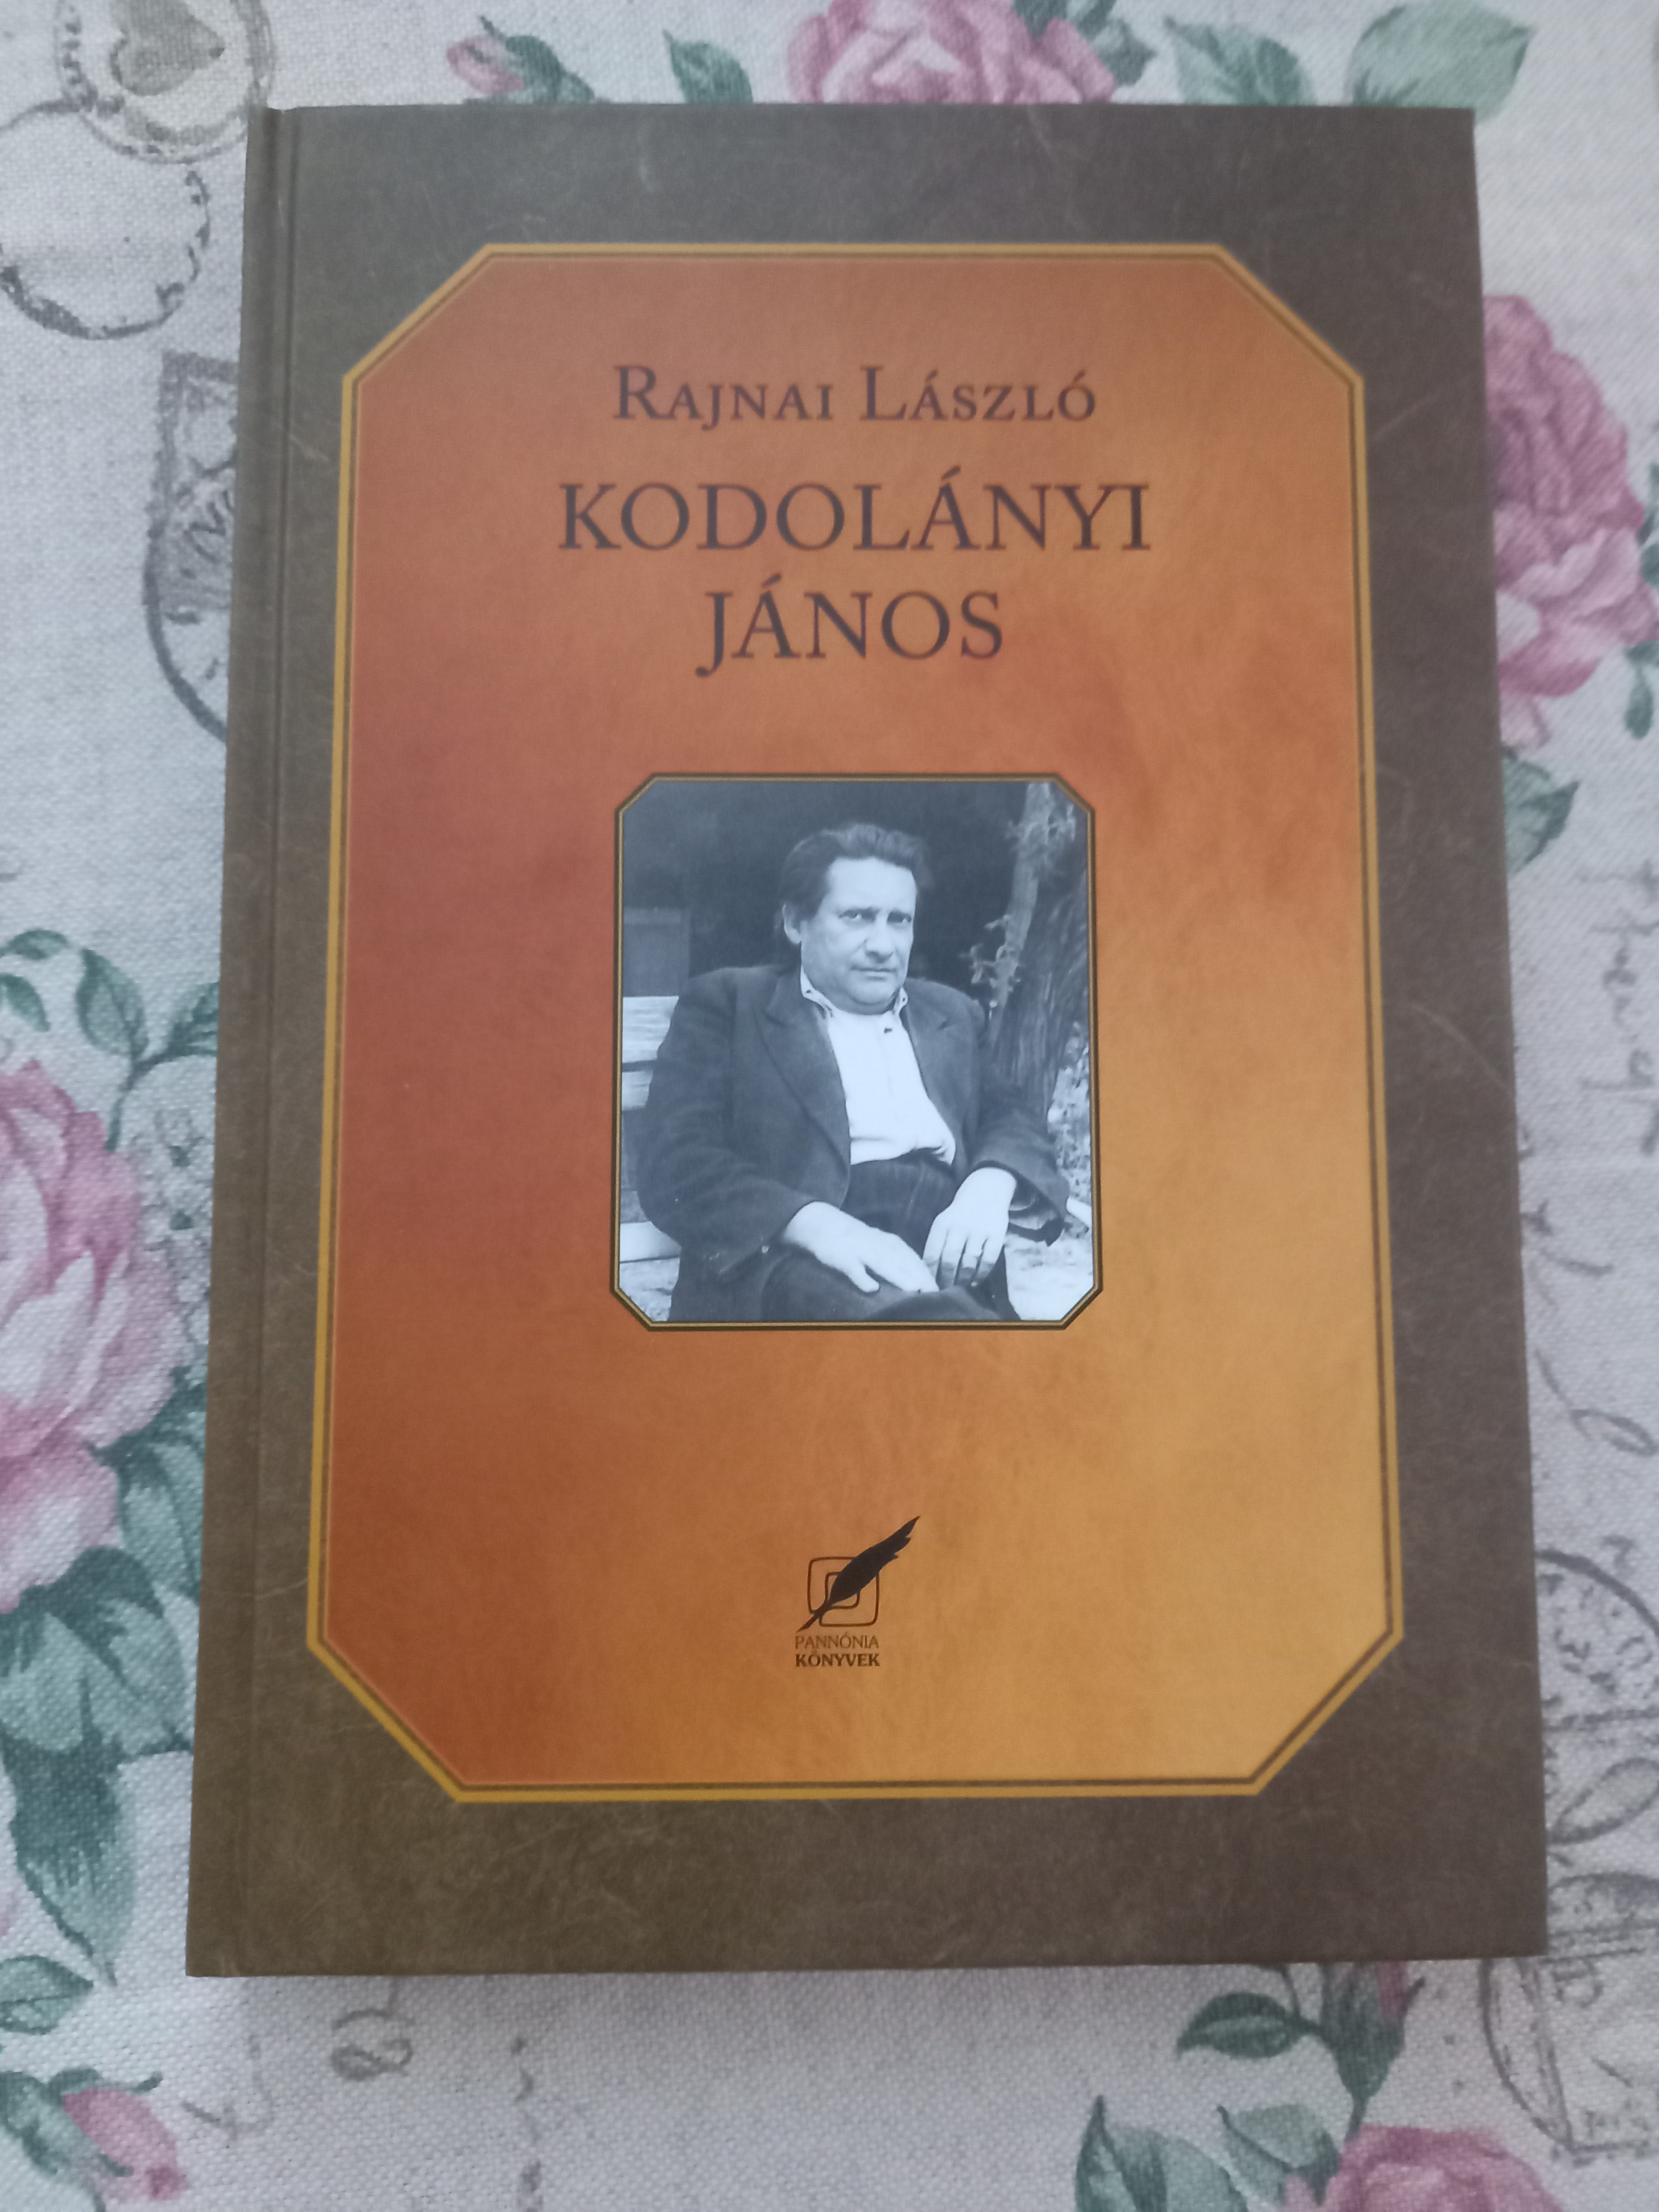 Rajnai László
KODOLÁNYI
JÁNOS
PANNÓNIA
KÖNYVEK